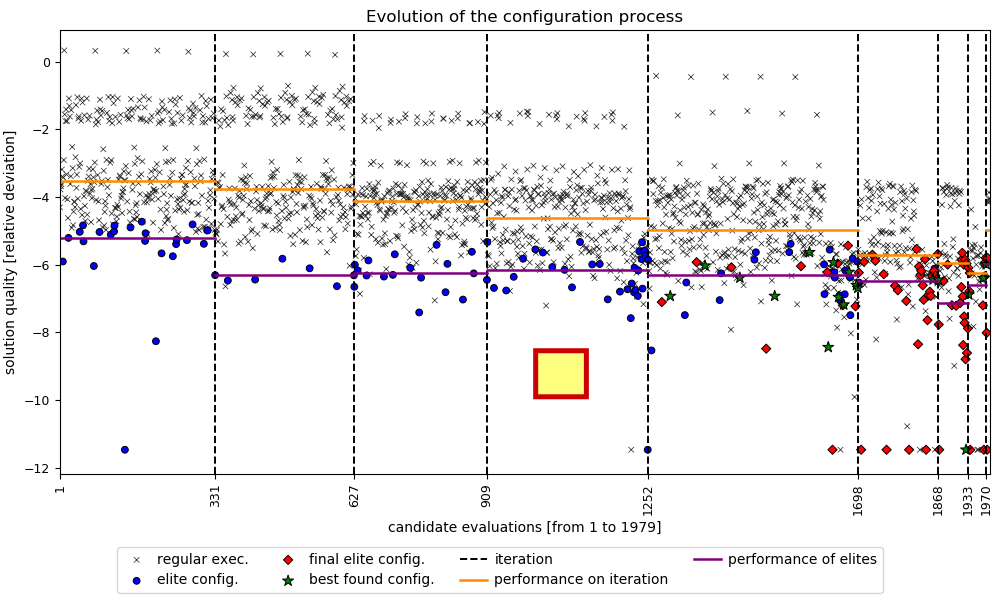 Evolution of the configuration process
solution quality [relative deviation]
0
−2
−4
−6
−8
−10
−12
1
331
627
909
1252
1698
1868
1933
1970
candidate evaluations [from 1 to 1979]
regular exec.
elite config.
final elite config.
best found config.
iteration
performance on iteration
performance of elites